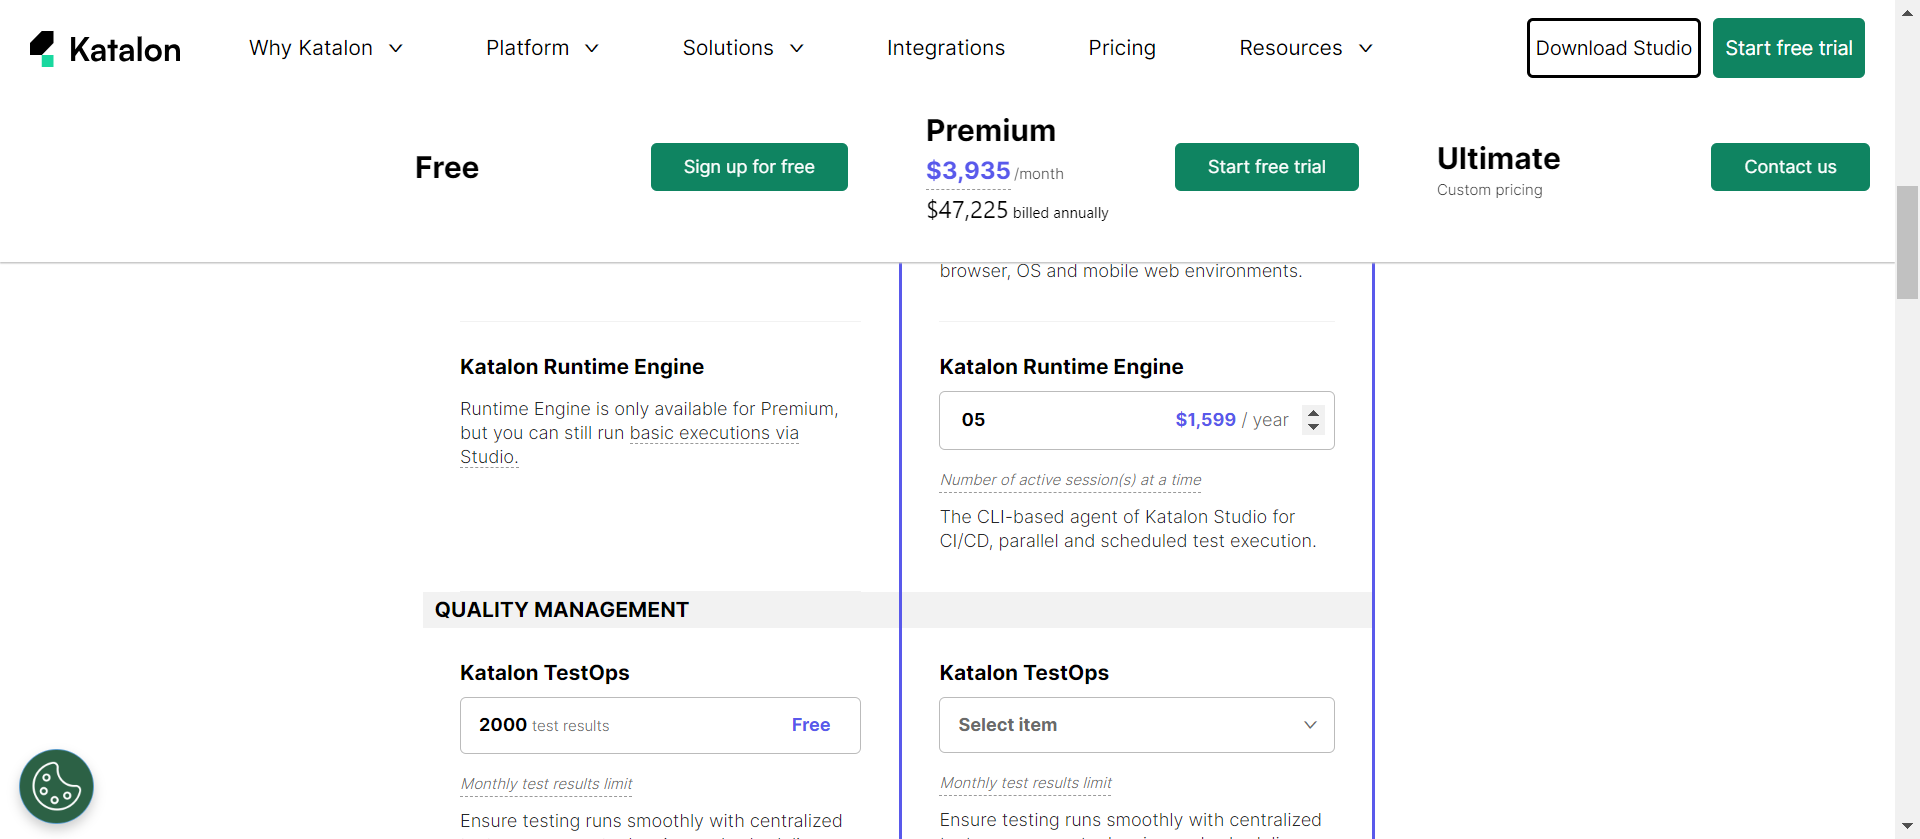 Katalon
Why Katalon
Platform
Solutions
Integrations
Pricing
Resources
Download Studio
Start free trial
Free
Sign up for free
Premium
$3,935 /month
$47,225 billed annually
Start free trial
Ultimate
Custom pricing
Contact us
browser, OS and mobile web environments.
Katalon Runtime Engine
Runtime Engine is only available for Premium,
but you can still run basic executions via
Studio.
Katalon Runtime Engine
05 $1,599 / year
Number of active session(s) at a time
The CLI-based agent of Katalon Studio for
CI/CD, parallel and scheduled test execution.
QUALITY MANAGEMENT
Katalon TestOps
2000 test results Free
Monthly test results limit
Ensure testing runs smoothly with centralized
Katalon TestOps
Select item
Monthly test results limit
Ensure testing runs smoothly with centralized